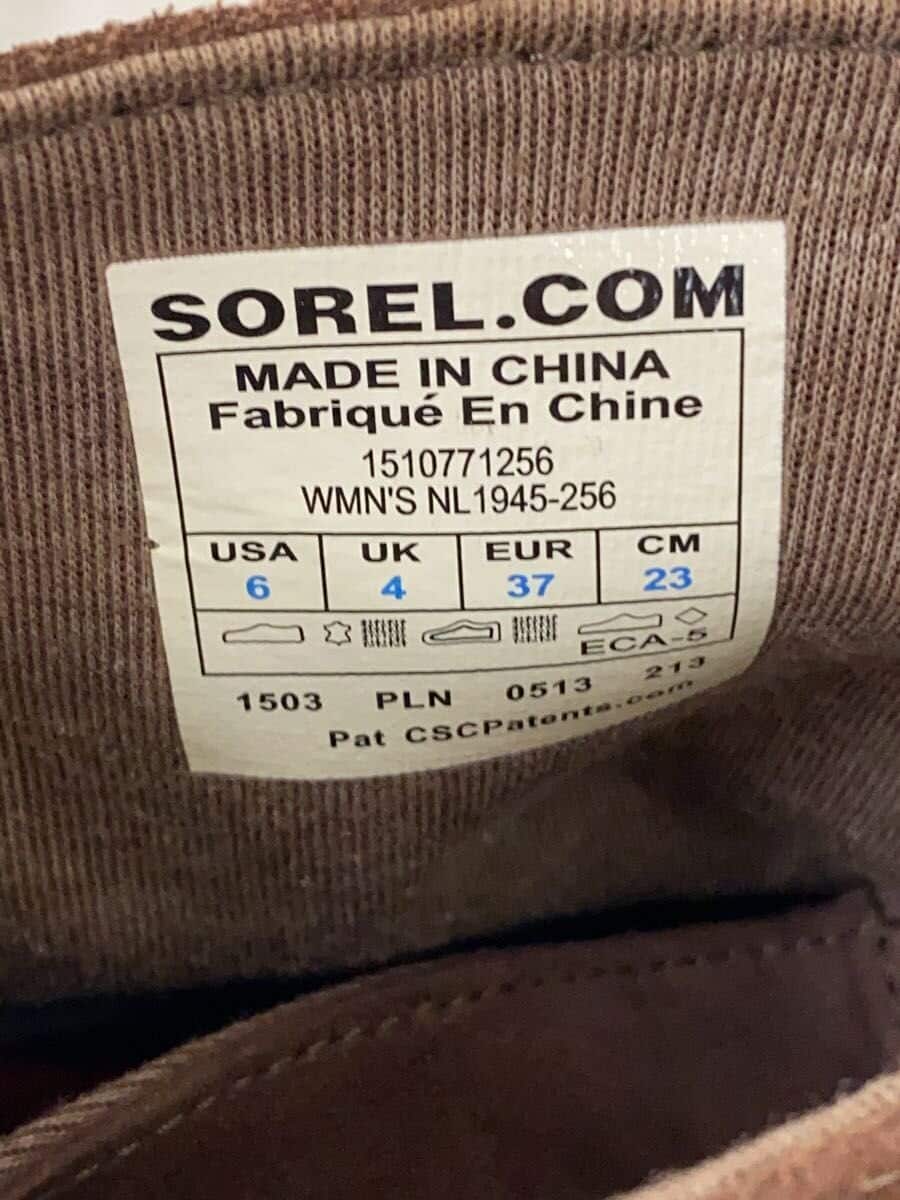 SOREL.COM
MADE IN CHINA
Fabriqué En Chine
1510771256
WMN'S NL1945-256
USA UK EUR CM
6 4 37 23
ECA-5
1503 PLN 0513 213
Pat CSCPatents.com